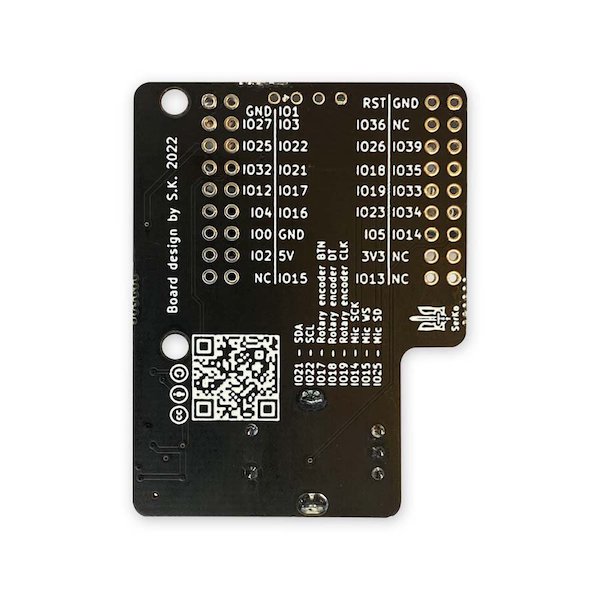 GND IO1
IO27 IO3
IO25 IO22
IO32 IO21
IO12 IO17
IO4 IO16
IO0 GND
IO2 5V
NC IO15
RST GND
IO36 NC
IO26 IO39
IO18 IO35
IO19 IO33
IO23 IO34
IO5 IO14
3V3 NC
IO13 NC
Board design by S.K. 2022
IO21 - SDA
IO22 - SCL
IO17 - Rotary encoder BTN
IO18 - Rotary encoder DT
IO19 - Rotary encoder CLK
IO14 - Mic SCK
IO15 - Mic WS
IO25 - Mic SD
SerKo
cc